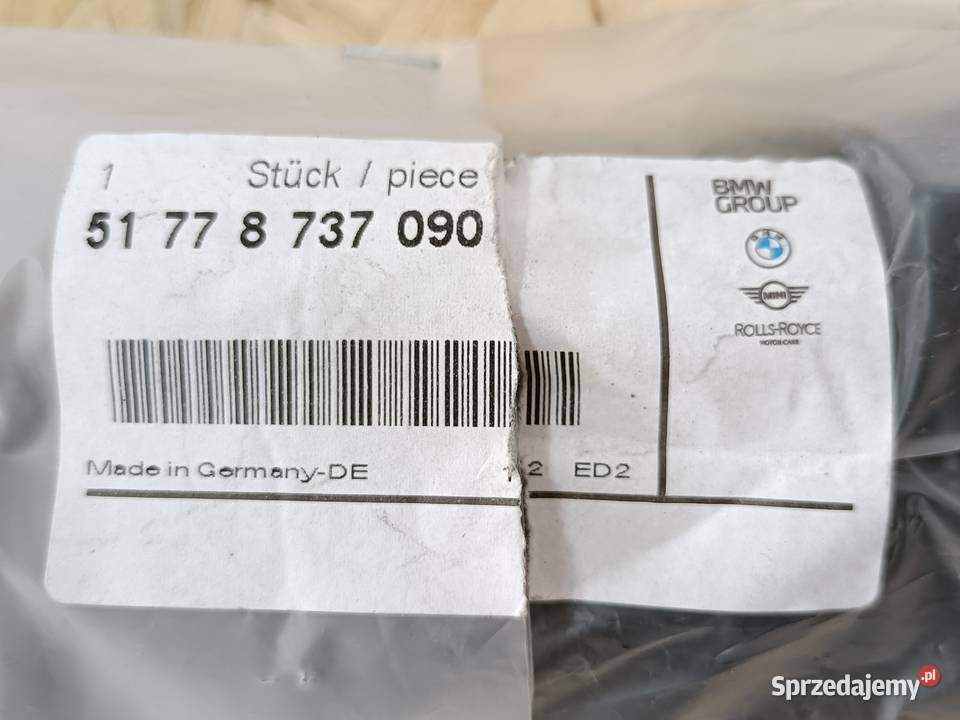 1 Stück / piece
51 77 8 737 090
Made in Germany-DE 2 ED2
BMW
GROUP
MINI
ROLLS-ROYCE
MOTOR CARS
Sprzedajemy.pl